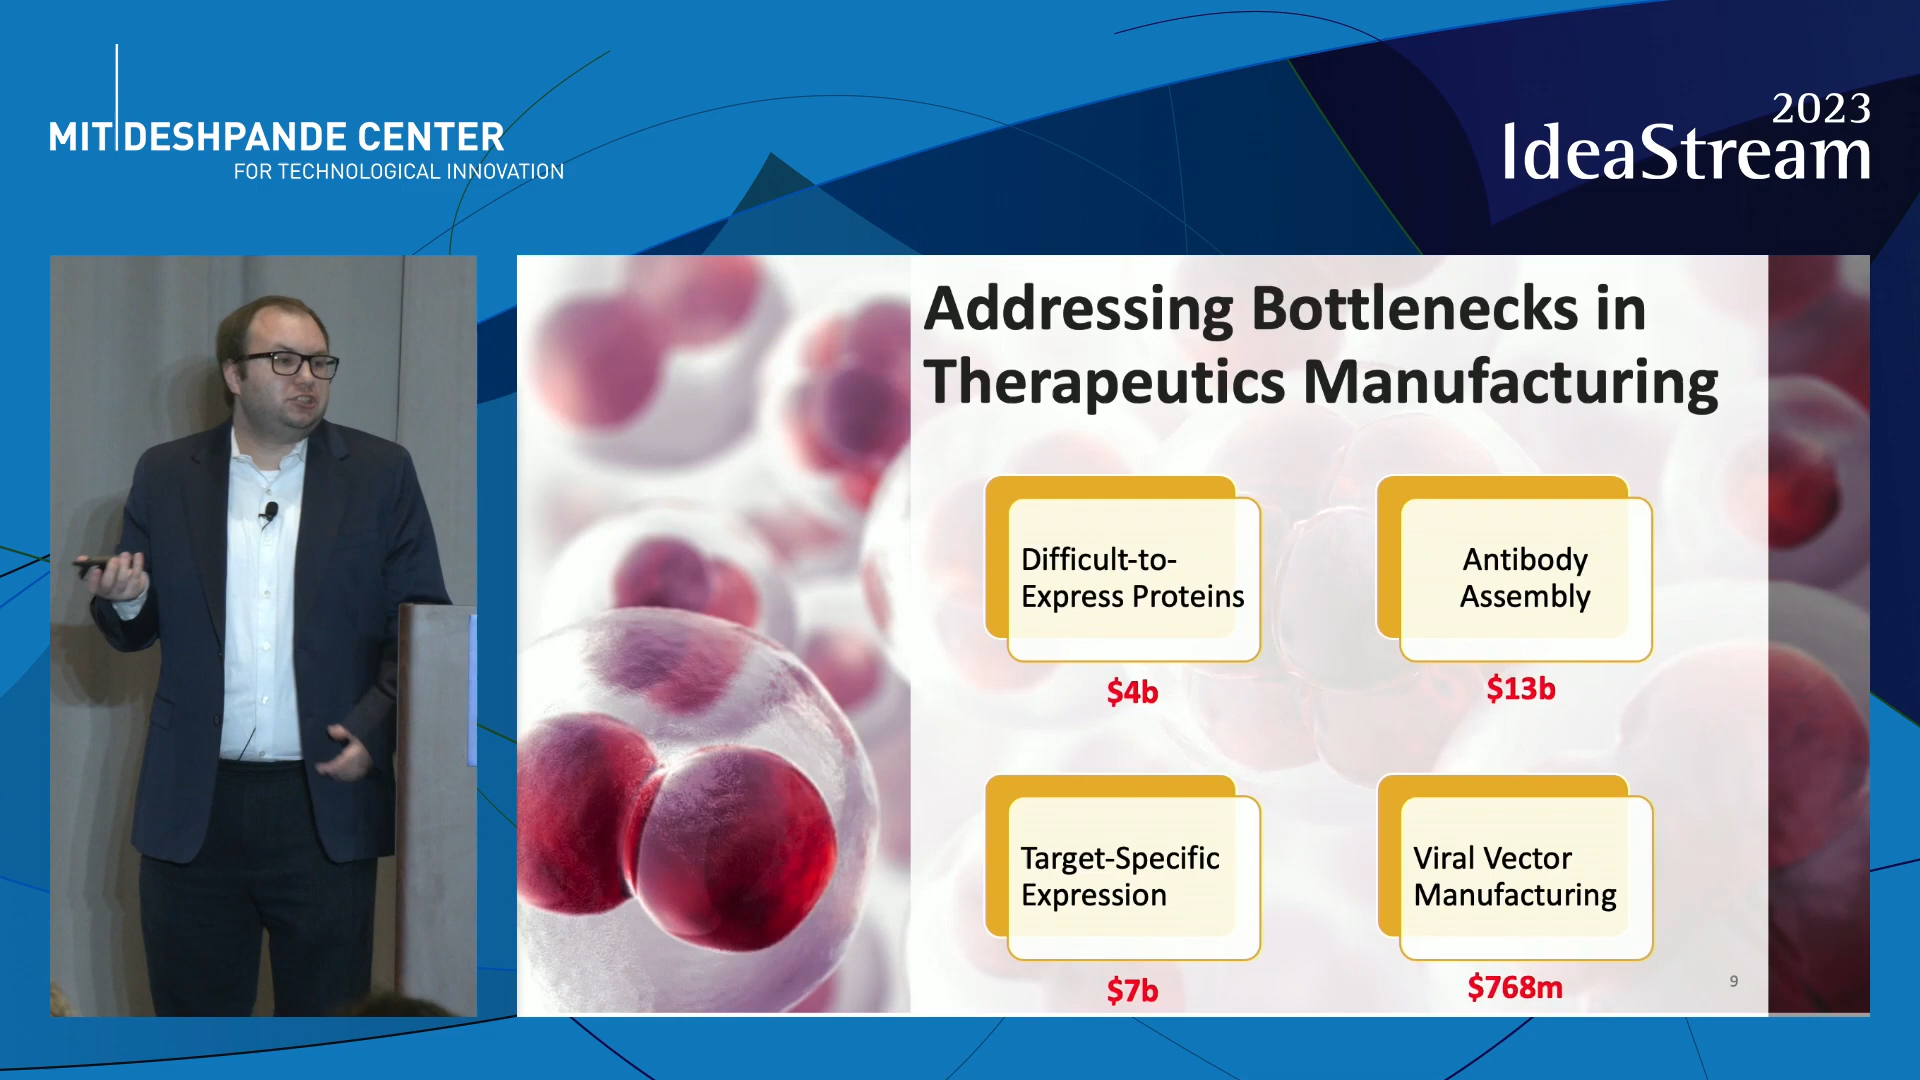 MIT DESHPANDE CENTER
FOR TECHNOLOGICAL INNOVATION
2023
IdeaStream
Addressing Bottlenecks in
Therapeutics Manufacturing
Difficult-to-
Express Proteins
$4b
Antibody
Assembly
$13b
Target-Specific
Expression
$7b
Viral Vector
Manufacturing
$768m
9